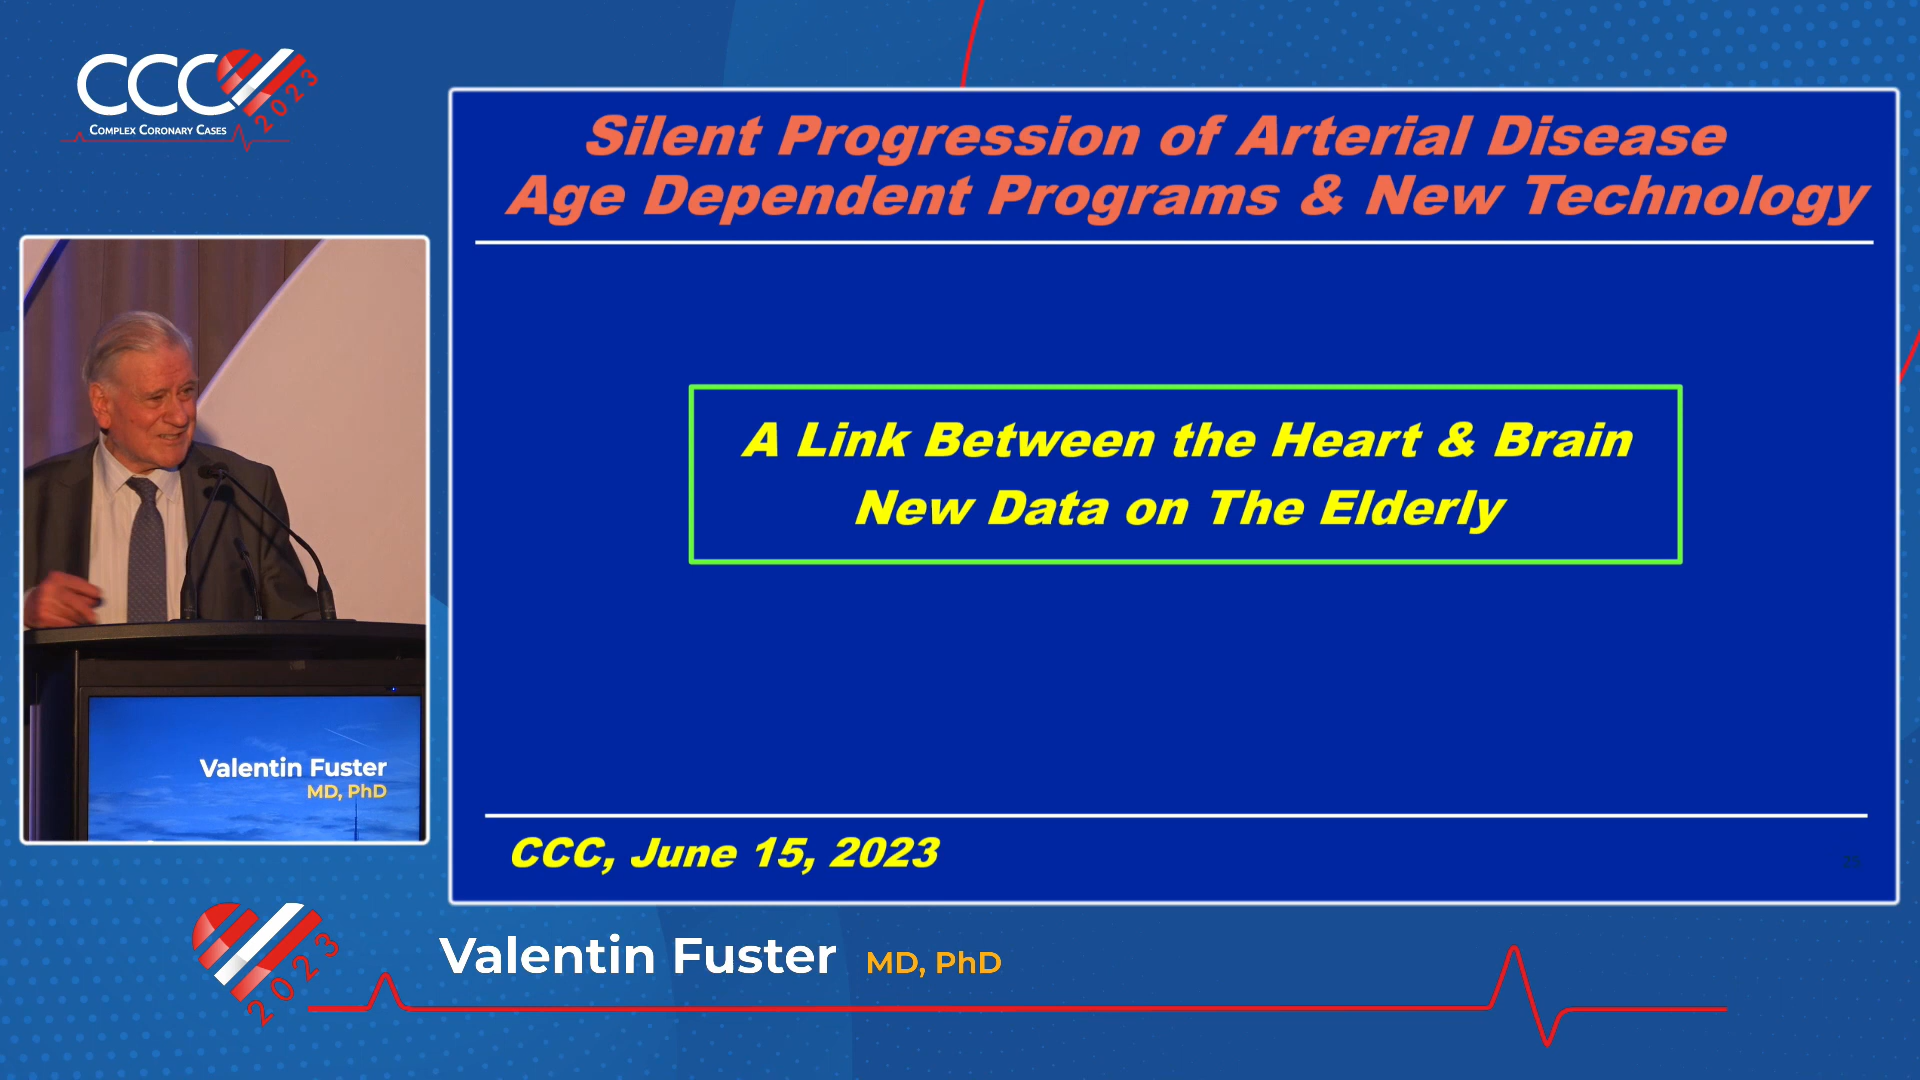 CCC
2023
COMPLEX CORONARY CASES
Silent Progression of Arterial Disease
Age Dependent Programs & New Technology
A Link Between the Heart & Brain
New Data on The Elderly
CCC, June 15, 2023
Valentin Fuster
MD, PhD
2023
Valentin Fuster MD, PhD